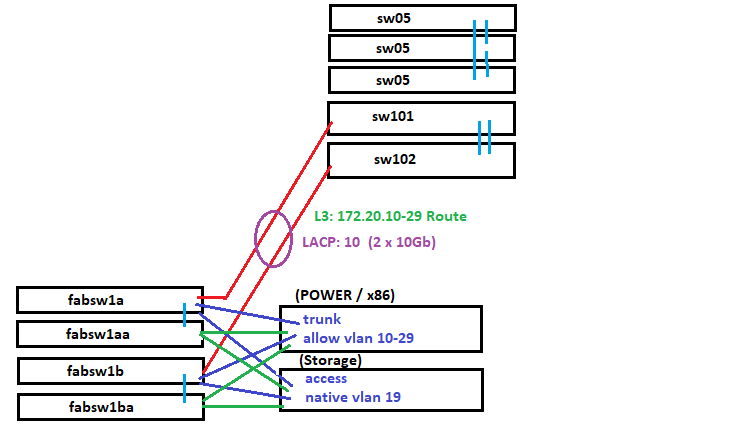 sw05
sw05
sw05
sw101
sw102
L3: 172.20.10-29 Route
LACP: 10 (2 x 10Gb)
fabsw1a
fabsw1aa
fabsw1b
fabsw1ba
(POWER / x86)
trunk
allow vlan 10-29
(Storage)
access
native vlan 19